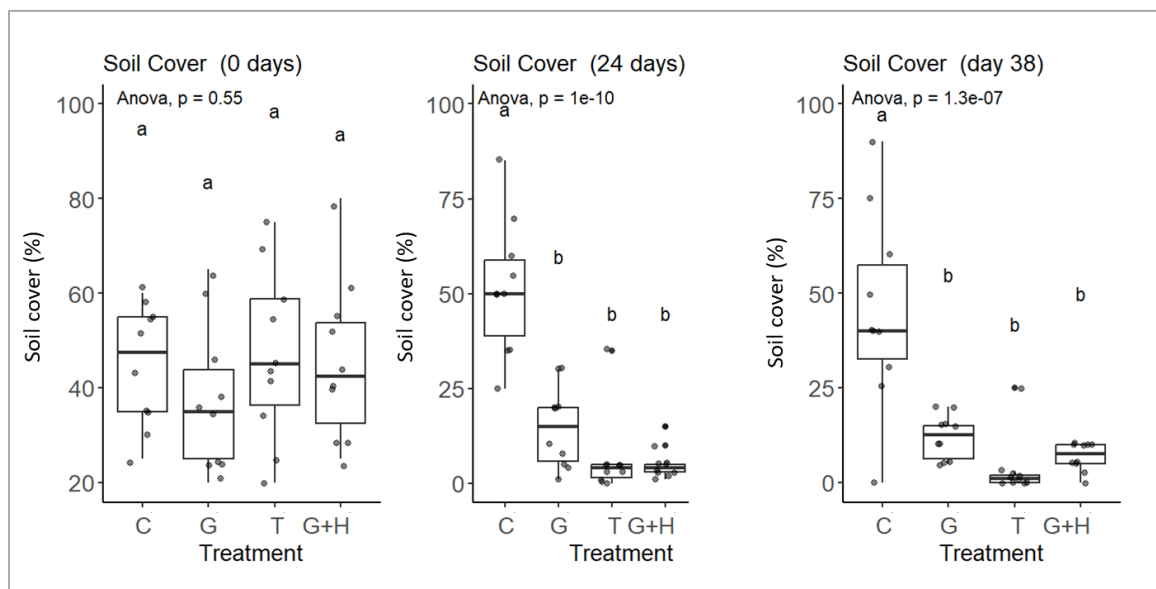 Soil Cover (0 days)
Anova, p = 0.55
100
80
60
40
20
Soil cover (%)
a
a
a
a
C
G
T
G+H
Treatment
Soil Cover (24 days)
Anova, p = 1e-10
100
75
50
25
0
Soil cover (%)
a
b
b
b
C
G
T
G+H
Treatment
Soil Cover (day 38)
Anova, p = 1.3e-07
100
75
50
25
0
Soil cover (%)
a
b
b
b
C
G
T
G+H
Treatment